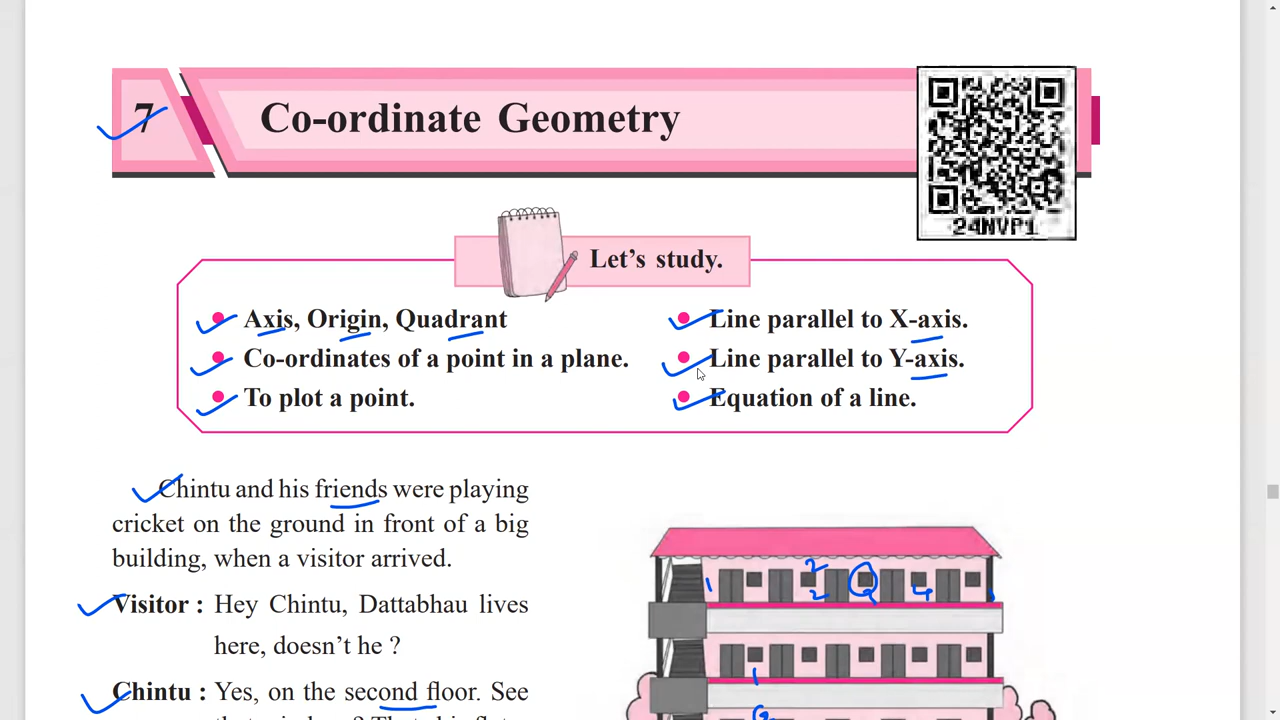 7
Co-ordinate Geometry
24NVP1
Let's study.
Axis, Origin, Quadrant
Co-ordinates of a point in a plane.
To plot a point.
Line parallel to X-axis.
Line parallel to Y-axis.
Equation of a line.
Chintu and his friends were playing
cricket on the ground in front of a big
building, when a visitor arrived.
Visitor : Hey Chintu, Dattabhau lives
here, doesn't he ?
Chintu : Yes, on the second floor. See